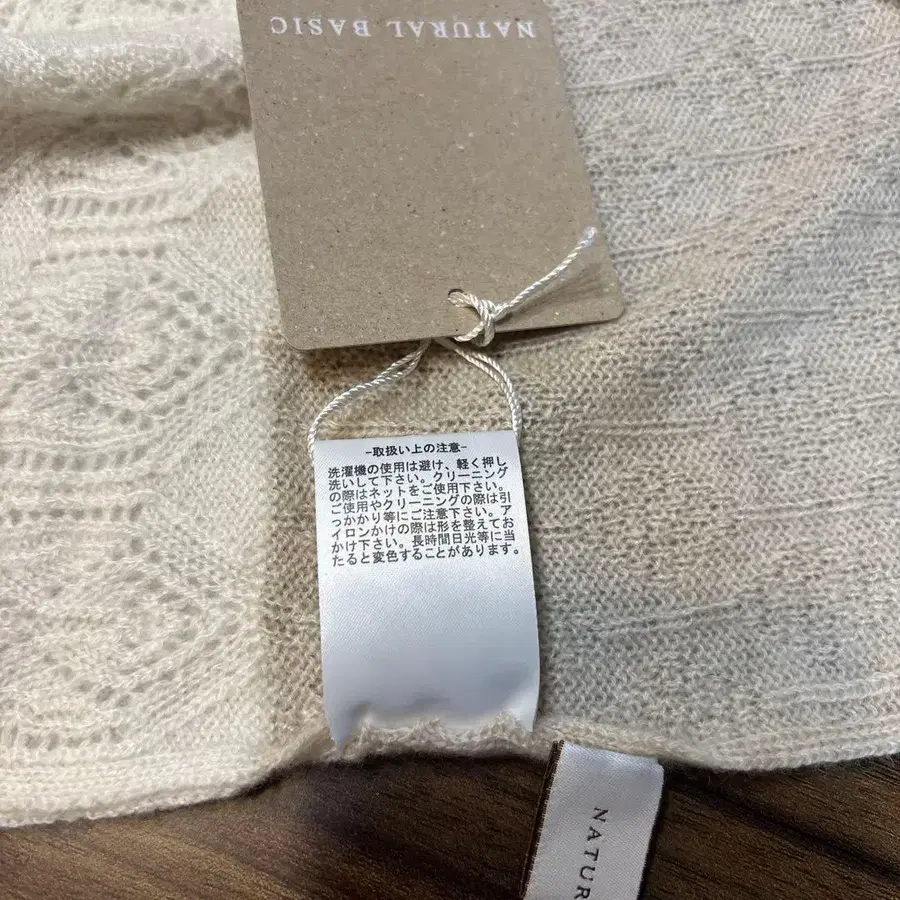 NATURAL BASIC
-取扱い上の注意-
洗濯機の使用は避け、軽く押し
洗いして下さい。クリーニング
の際はネットをご使用下さい。
ご使用やクリーニングの際は引
っかかり等にご注意下さい。ア
イロンかけの際は形を整えてお
かけ下さい。長時間日光等に当
たると変色することがあります。
NATUR